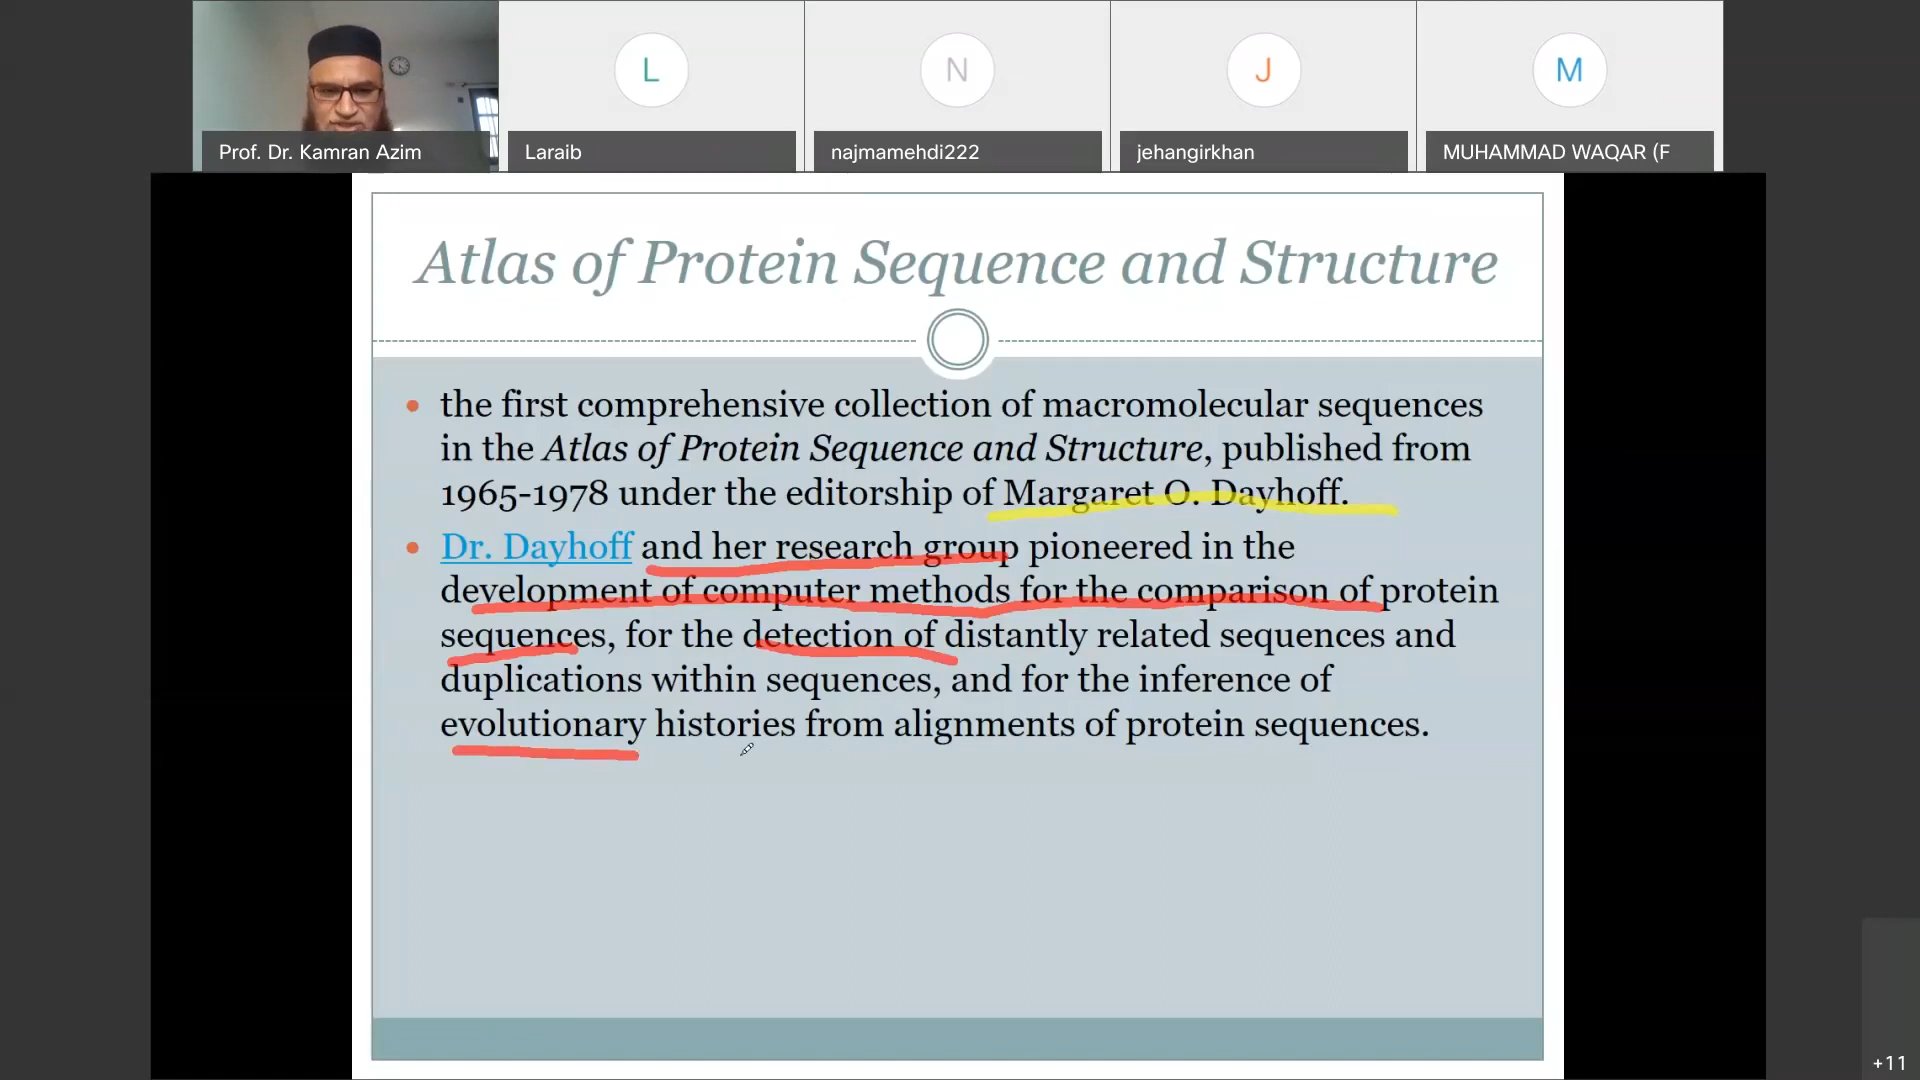 L
N
J
M
Prof. Dr. Kamran Azim
Laraib
najmamehdi222
jehangirkhan
MUHAMMAD WAQAR (F
Atlas of Protein Sequence and Structure
• the first comprehensive collection of macromolecular sequences
in the Atlas of Protein Sequence and Structure, published from
1965-1978 under the editorship of Margaret O. Dayhoff.
• Dr. Dayhoff and her research group pioneered in the
development of computer methods for the comparison of protein
sequences, for the detection of distantly related sequences and
duplications within sequences, and for the inference of
evolutionary histories from alignments of protein sequences.
+11